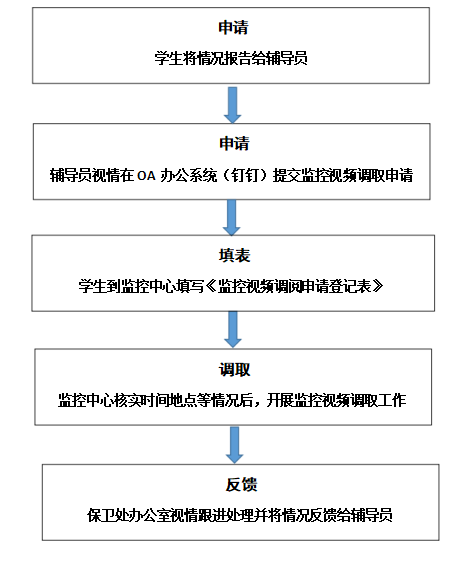 申请
学生将情况报告给辅导员
申请
辅导员视情在 OA 办公系统（钉钉）提交监控视频调取申请
填表
学生到监控中心填写《监控视频调阅申请登记表》
调取
监控中心核实时间地点等情况后，开展监控视频调取工作
反馈
保卫处办公室视情跟进处理并将情况反馈给辅导员